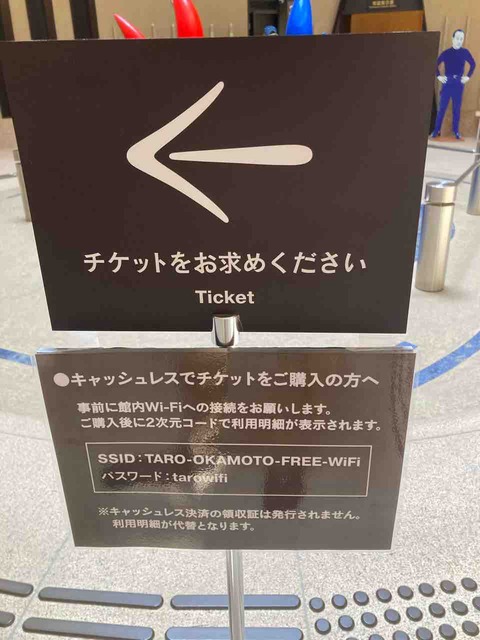 チケットをお求めください
Ticket
●キャッシュレスでチケットをご購入の方へ
事前に館内Wi-Fiへの接続をお願いします。
ご購入後に2次元コードで利用明細が表示されます。
SSID：TARO-OKAMOTO-FREE-WiFi
パスワード：tarowifi
※キャッシュレス決済の領収証は発行されません。
利用明細が代替となります。